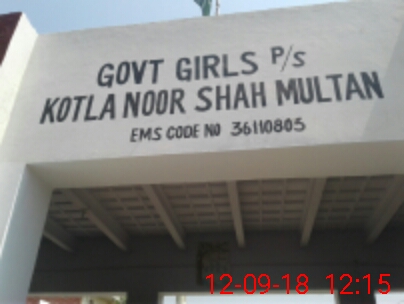 GOVT GIRLS P/S
KOTLA NOOR SHAH MULTAN
EMS CODE NO 36110805
12-09-18 12:15